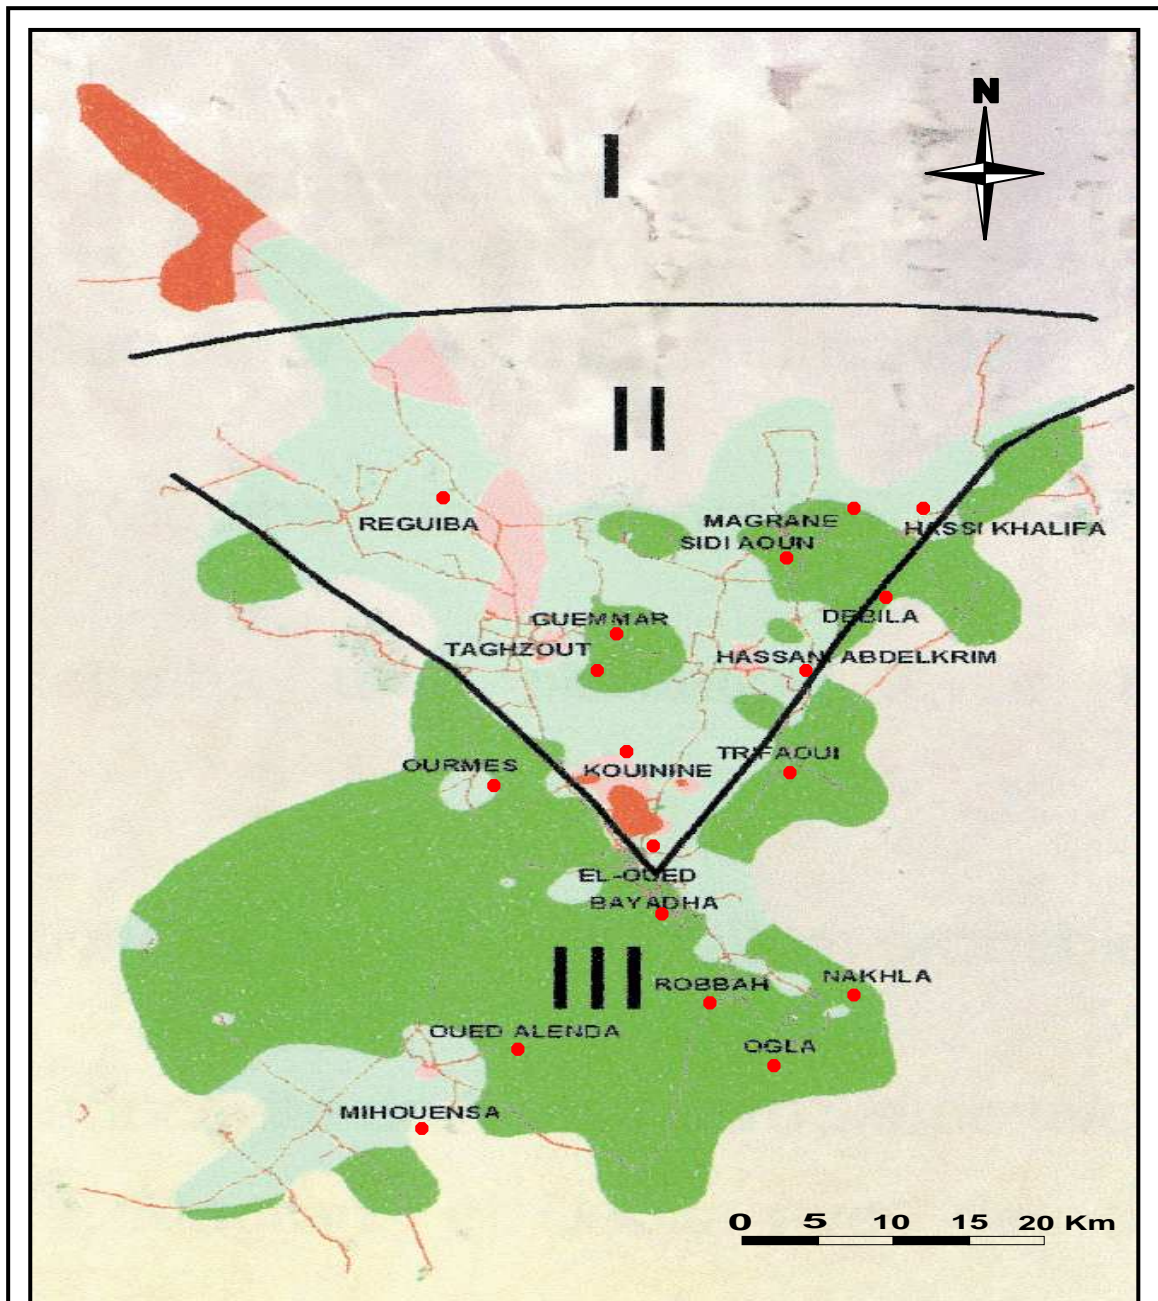 N
I
II
REGUIBA
MAGRANE
HASSI KHALIFA
SIDI AOUN
GUEMMAR
DEBILA
TAGHZOUT
HASSANI ABDELKRIM
OURMES
KOUININE
TRIFAOUI
EL-OUED
BAYADHA
III
ROBBAH
NAKHLA
OUED ALENDA
OGLA
MIHOUENSA
0 5 10 15 20 Km